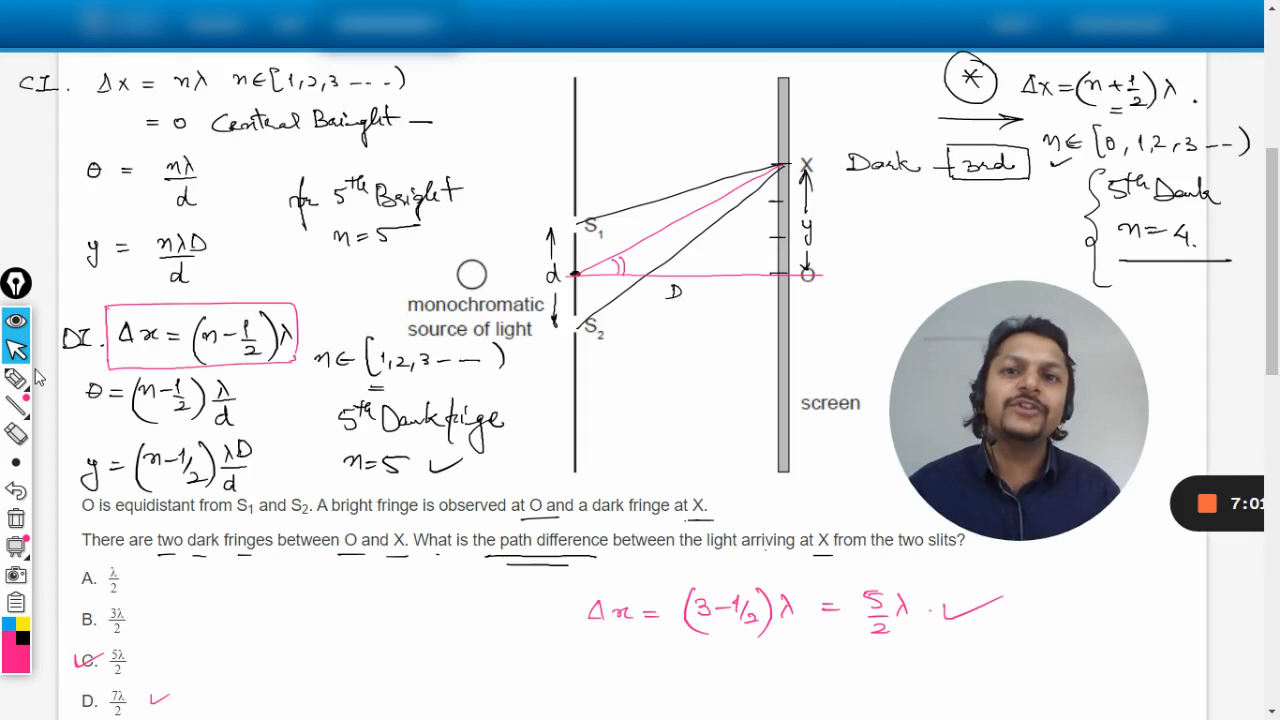 CI. Δx = nλ n∈[1,2,3 ----)
= 0 Central Bright —
θ = nλ/d
for 5th Bright
n=5
y = nλD/d
DI. Δx = (n-1/2)λ
n∈[1,2,3 -----)
θ = (n-1/2) λ/d
5th Dark fringe
y = (n-1/2) λD/d
n=5 ✓
S1
S2
d
D
X
y
O
monochromatic
source of light
screen
* Δx = (n+1/2)λ.
n∈[0,1,2,3 --)
Dark - 3rd
5th Dark
n=4.
7:01
O is equidistant from S1 and S2. A bright fringe is observed at O and a dark fringe at X.
There are two dark fringes between O and X. What is the path difference between the light arriving at X from the two slits?
A. λ/2
B. 3λ/2
C. 5λ/2
D. 7λ/2 ✓
Δx = (3-1/2)λ = 5/2 λ. ✓